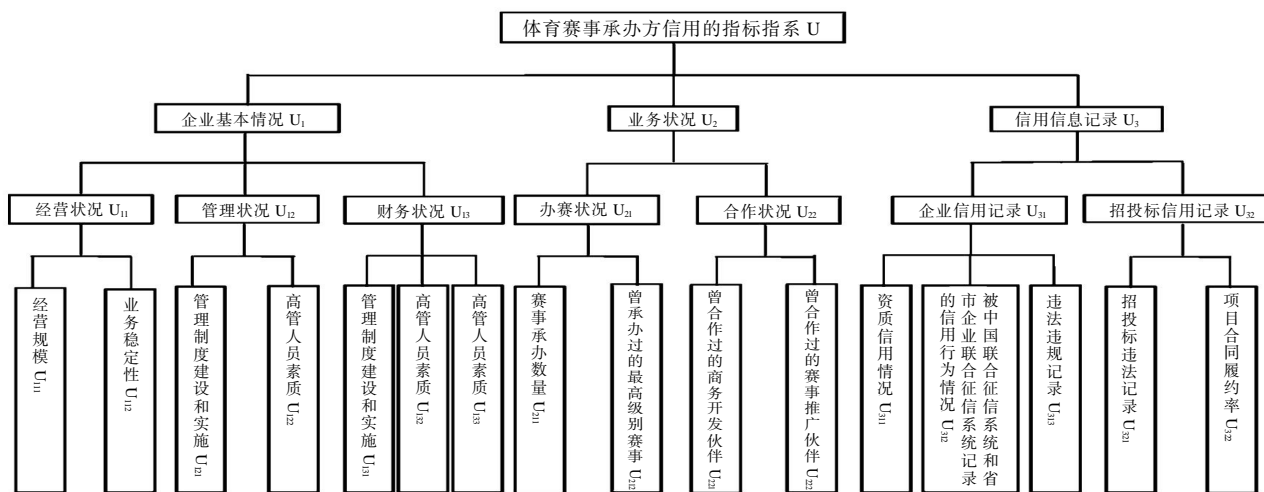 体育赛事承办方信用的指标指系 U
企业基本情况 U₁
业务状况 U₂
信用信息记录 U₃
经营状况 U₁₁
管理状况 U₁₂
财务状况 U₁₃
办赛状况 U₂₁
合作状况 U₂₂
企业信用记录 U₃₁
招投标信用记录 U₃₂
经营规模 U₁₁₁
业务稳定性 U₁₁₂
管理制度建设和实施 U₁₂₁
高管人员素质 U₁₂₂
管理制度建设和实施 U₁₃₁
高管人员素质 U₁₃₂
高管人员素质 U₁₃₃
赛事承办数量 U₂₁₁
曾承办过的最高级别赛事 U₂₁₂
曾合作过的商务开发伙伴 U₂₂₁
曾合作过的赛事推广伙伴 U₂₂₂
资质信用情况 U₃₁₁
被中国联合征信系统和省
市企业联合征信系统记录
的信用行为情况 U₃₁₂
违法违规记录 U₃₁₃
招投标违法记录 U₃₂₁
项目合同履约率 U₃₂₂